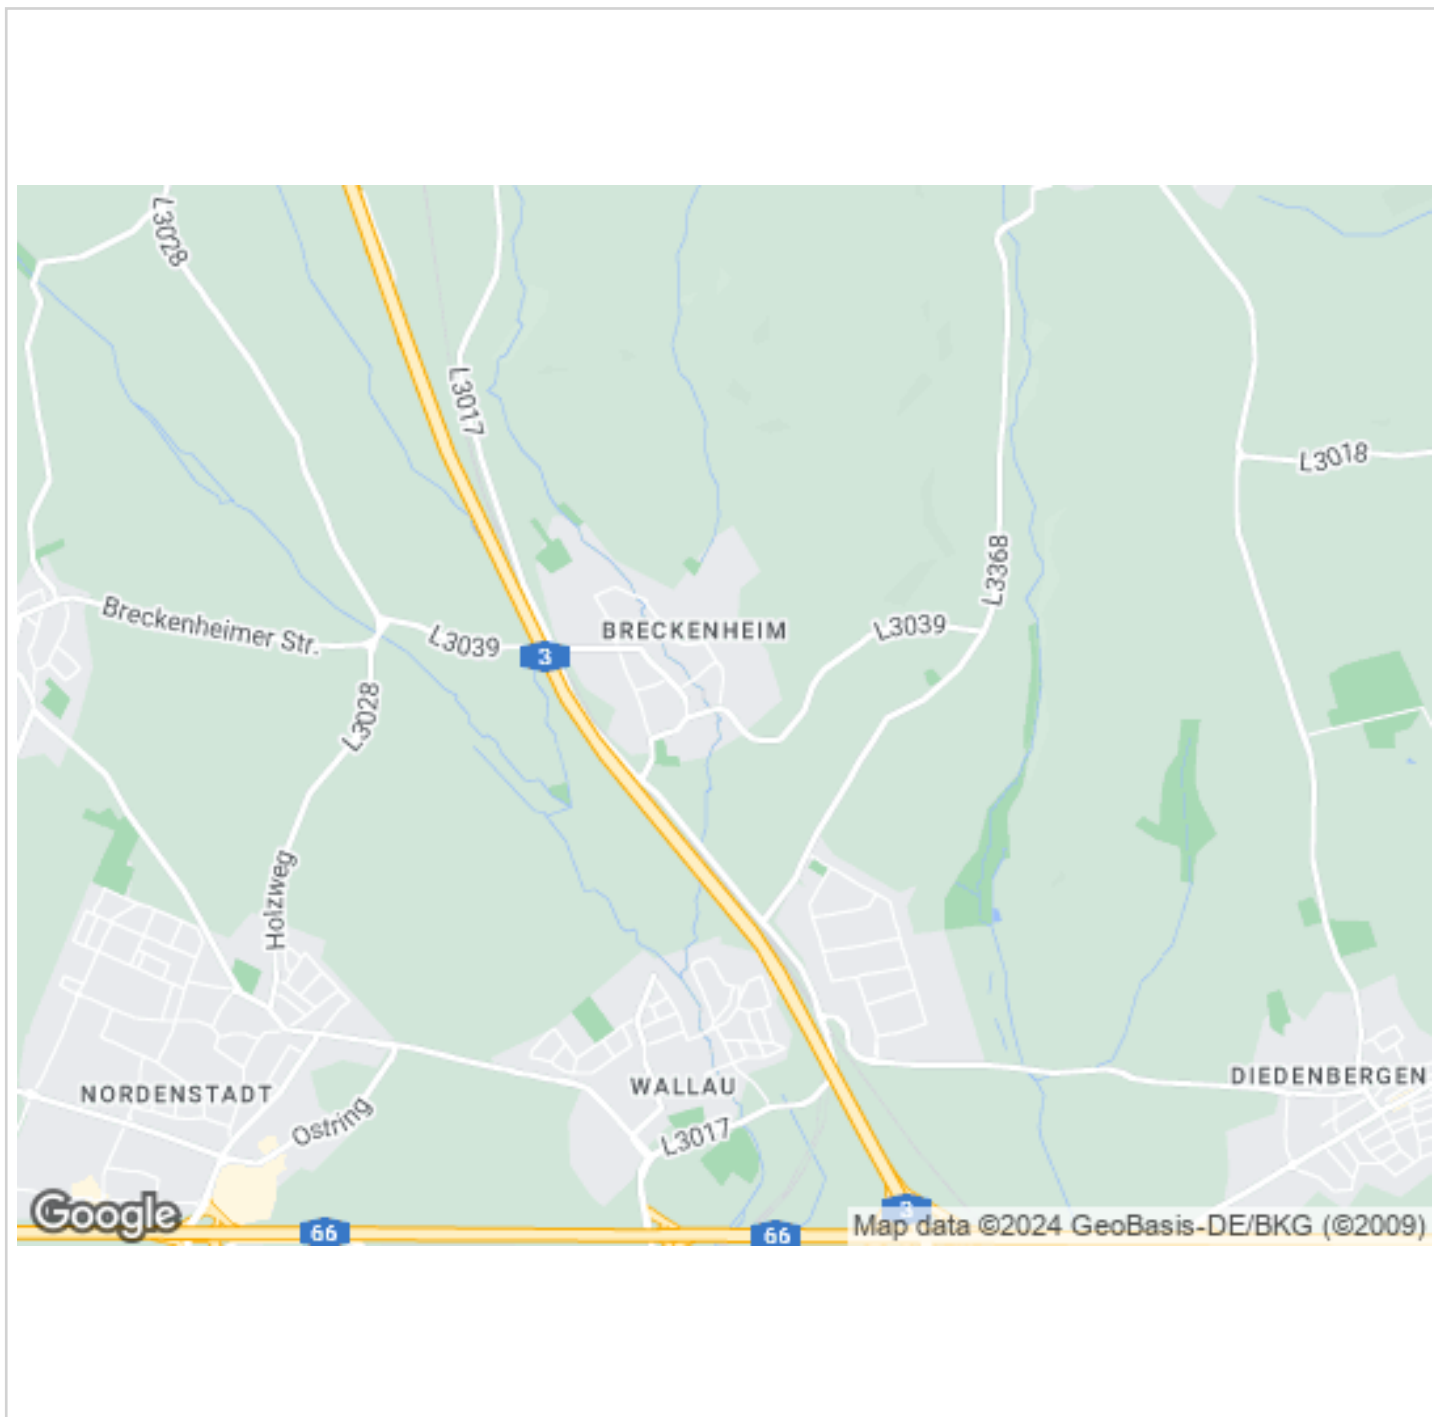 L3028
L3017
L3018
L3368
Breckenheimer Str.
L3039
BRECKENHEIM
L3039
3
L3028
Holzweg
NORDENSTADT
WALLAU
DIEDENBERGEN
Ostring
L3017
Google
66
66
3
Map data ©2024 GeoBasis-DE/BKG (©2009)